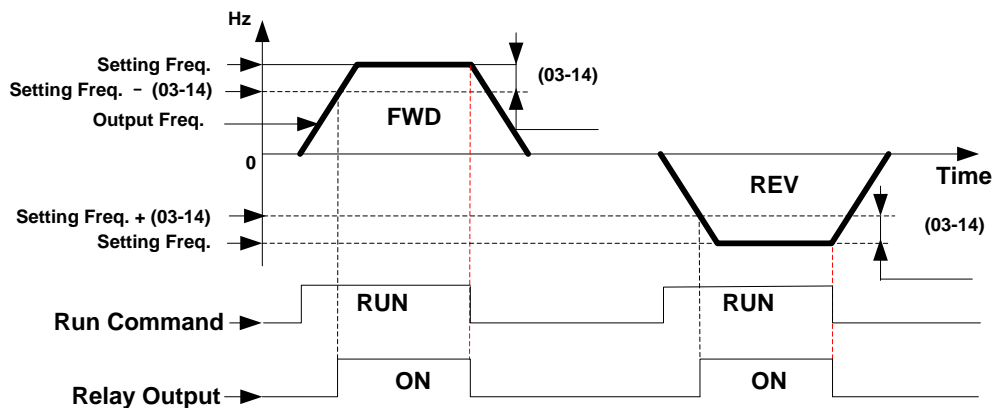 Hz
Setting Freq.
(03-14)
Setting Freq. - (03-14)
Output Freq.
FWD
0
Time
REV
Setting Freq. + (03-14)
(03-14)
Setting Freq.
RUN
RUN
Run Command
ON
ON
Relay Output